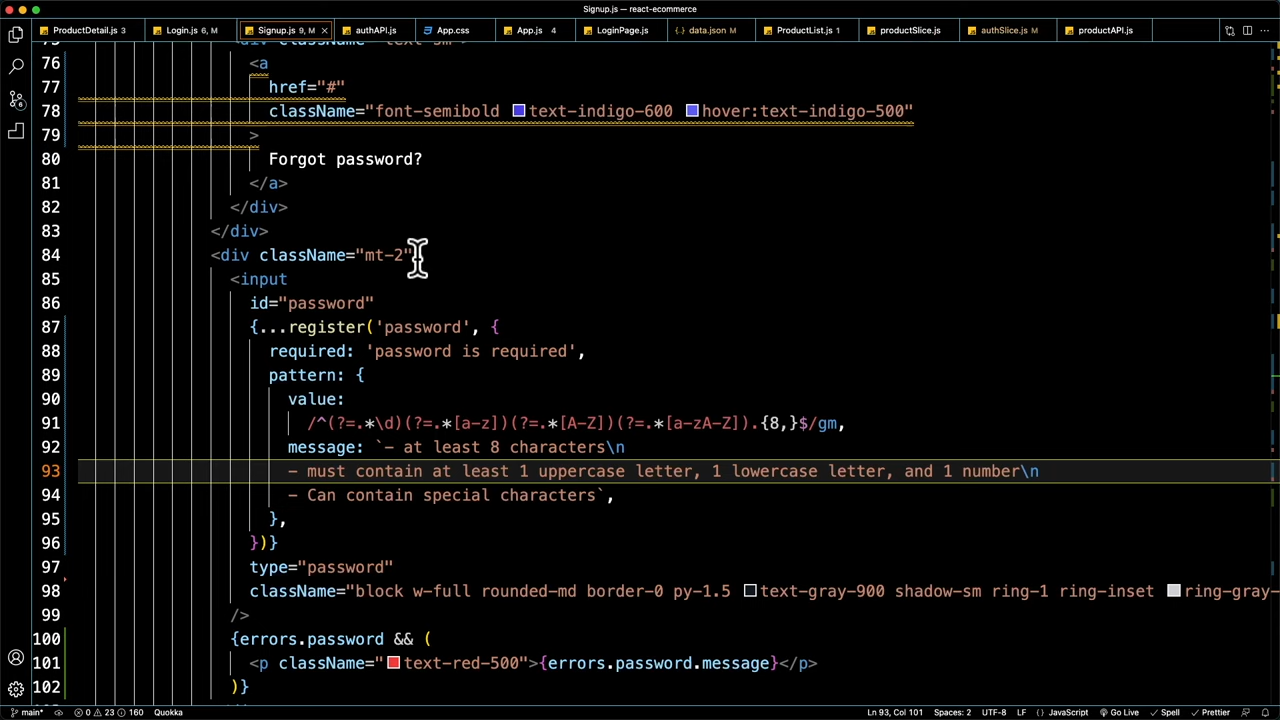 Signup.js — react-ecommerce
ProductDetail.js 3 Login.js 6, M Signup.js 9, M authAPI.js App.css App.js 4 LoginPage.js data.json M ProductList.js 1 productSlice.js authSlice.js M productAPI.js
76 <a
77 href="#"
78 className="font-semibold text-indigo-600 hover:text-indigo-500"
79 >
80 Forgot password?
81 </a>
82 </div>
83 </div>
84 <div className="mt-2"
85 <input
86 id="password"
87 {...register('password', {
88 required: 'password is required',
89 pattern: {
90 value:
91 /^(?=.*\d)(?=.*[a-z])(?=.*[A-Z])(?=.*[a-zA-Z]).{8,}$/gm,
92 message: `- at least 8 characters\n
93 - must contain at least 1 uppercase letter, 1 lowercase letter, and 1 number\n
94 - Can contain special characters`,
95 },
96 })}
97 type="password"
98 className="block w-full rounded-md border-0 py-1.5 text-gray-900 shadow-sm ring-1 ring-inset ring-gray-
99 />
100 {errors.password && (
101 <p className="text-red-500">{errors.password.message}</p>
102 )}
main* 0 23 160 Quokka Ln 93, Col 101 Spaces: 2 UTF-8 LF {} JavaScript Go Live Spell Prettier